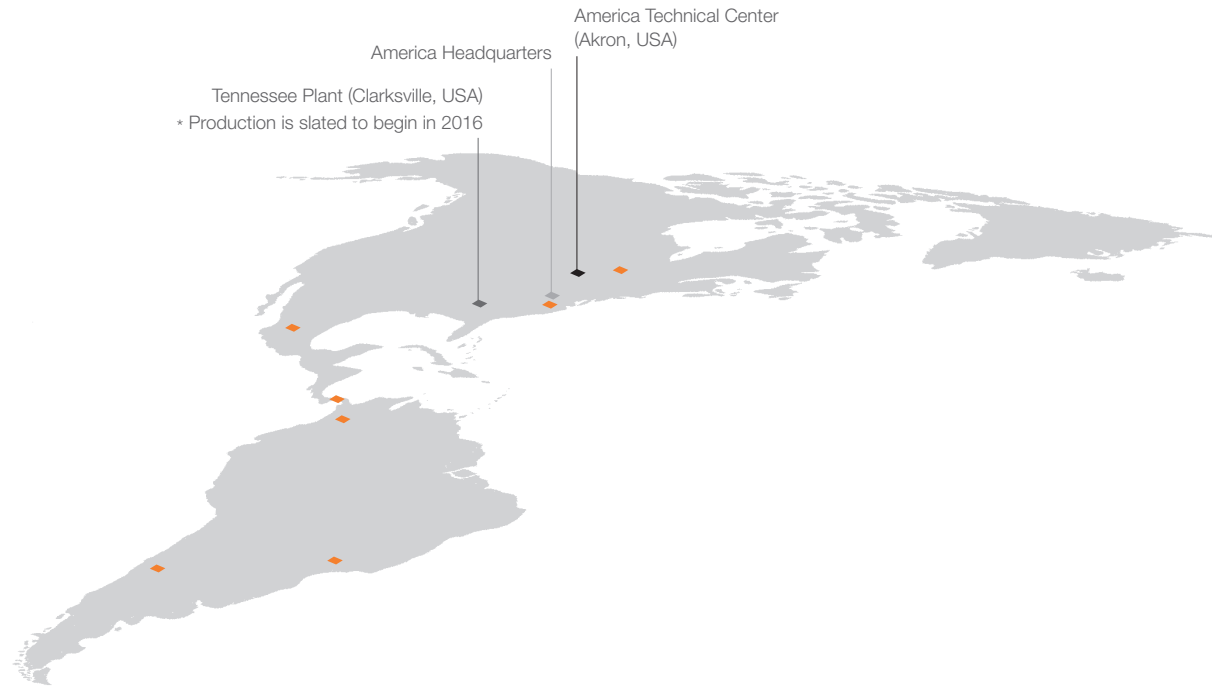 America Technical Center
(Akron, USA)
America Headquarters
Tennessee Plant (Clarksville, USA)
* Production is slated to begin in 2016